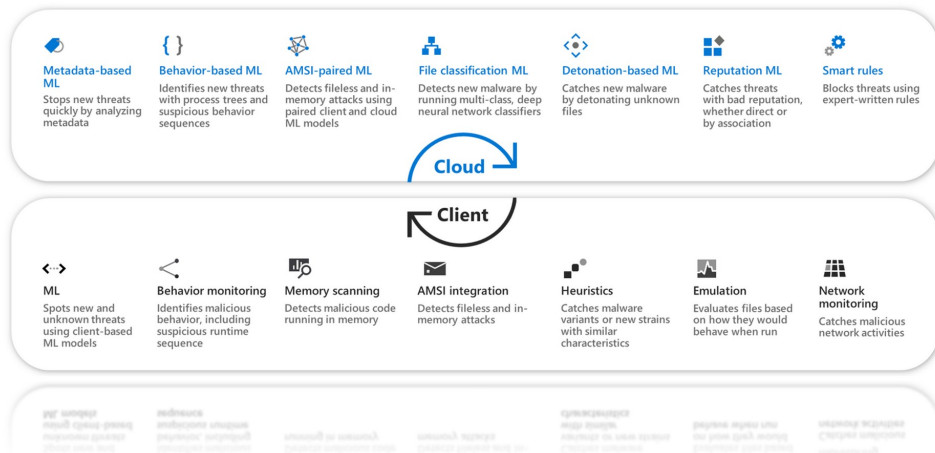 Metadata-based
ML
Stops new threats
quickly by analyzing
metadata
Behavior-based ML
Identifies new threats
with process trees and
suspicious behavior
sequences
AMSI-paired ML
Detects fileless and in-
memory attacks using
paired client and cloud
ML models
File classification ML
Detects new malware by
running multi-class, deep
neural network classifiers
Detonation-based ML
Catches new malware
by detonating unknown
files
Reputation ML
Catches threats
with bad reputation,
whether direct or
by association
Smart rules
Blocks threats using
expert-written rules
Cloud
Client
ML
Spots new and
unknown threats
using client-based
ML models
Behavior monitoring
Identifies malicious
behavior, including
suspicious runtime
sequence
Memory scanning
Detects malicious code
running in memory
AMSI integration
Detects fileless and in-
memory attacks
Heuristics
Catches malware
variants or new strains
with similar
characteristics
Emulation
Evaluates files based
on how they would
behave when run
Network
monitoring
Catches malicious
network activities